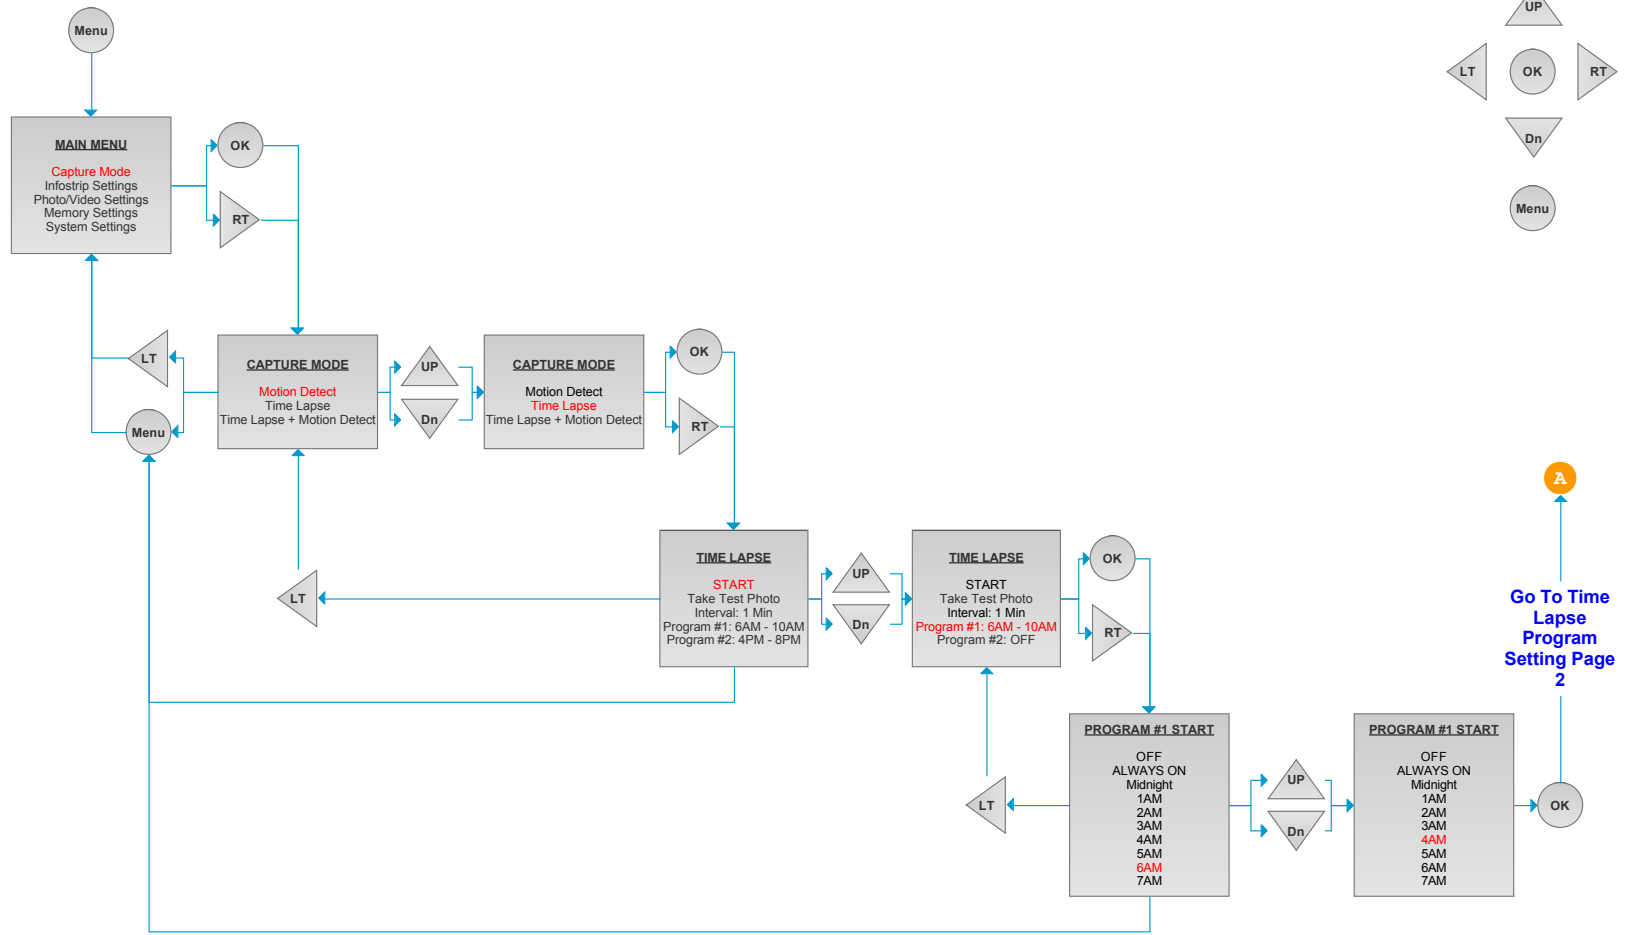 Menu
UP
LT
OK
RT
Dn
Menu
MAIN MENU
Capture Mode
Infostrip Settings
Photo/Video Settings
Memory Settings
System Settings
OK
RT
LT
Menu
CAPTURE MODE
Motion Detect
Time Lapse
Time Lapse + Motion Detect
UP
Dn
CAPTURE MODE
Motion Detect
Time Lapse
Time Lapse + Motion Detect
OK
RT
LT
TIME LAPSE
START
Take Test Photo
Interval: 1 Min
Program #1: 6AM - 10AM
Program #2: 4PM - 8PM
UP
Dn
TIME LAPSE
START
Take Test Photo
Interval: 1 Min
Program #1: 6AM - 10AM
Program #2: OFF
OK
RT
A
Go To Time
Lapse
Program
Setting Page
2
LT
PROGRAM #1 START
OFF
ALWAYS ON
Midnight
1AM
2AM
3AM
4AM
5AM
6AM
7AM
UP
Dn
PROGRAM #1 START
OFF
ALWAYS ON
Midnight
1AM
2AM
3AM
4AM
5AM
6AM
7AM
OK